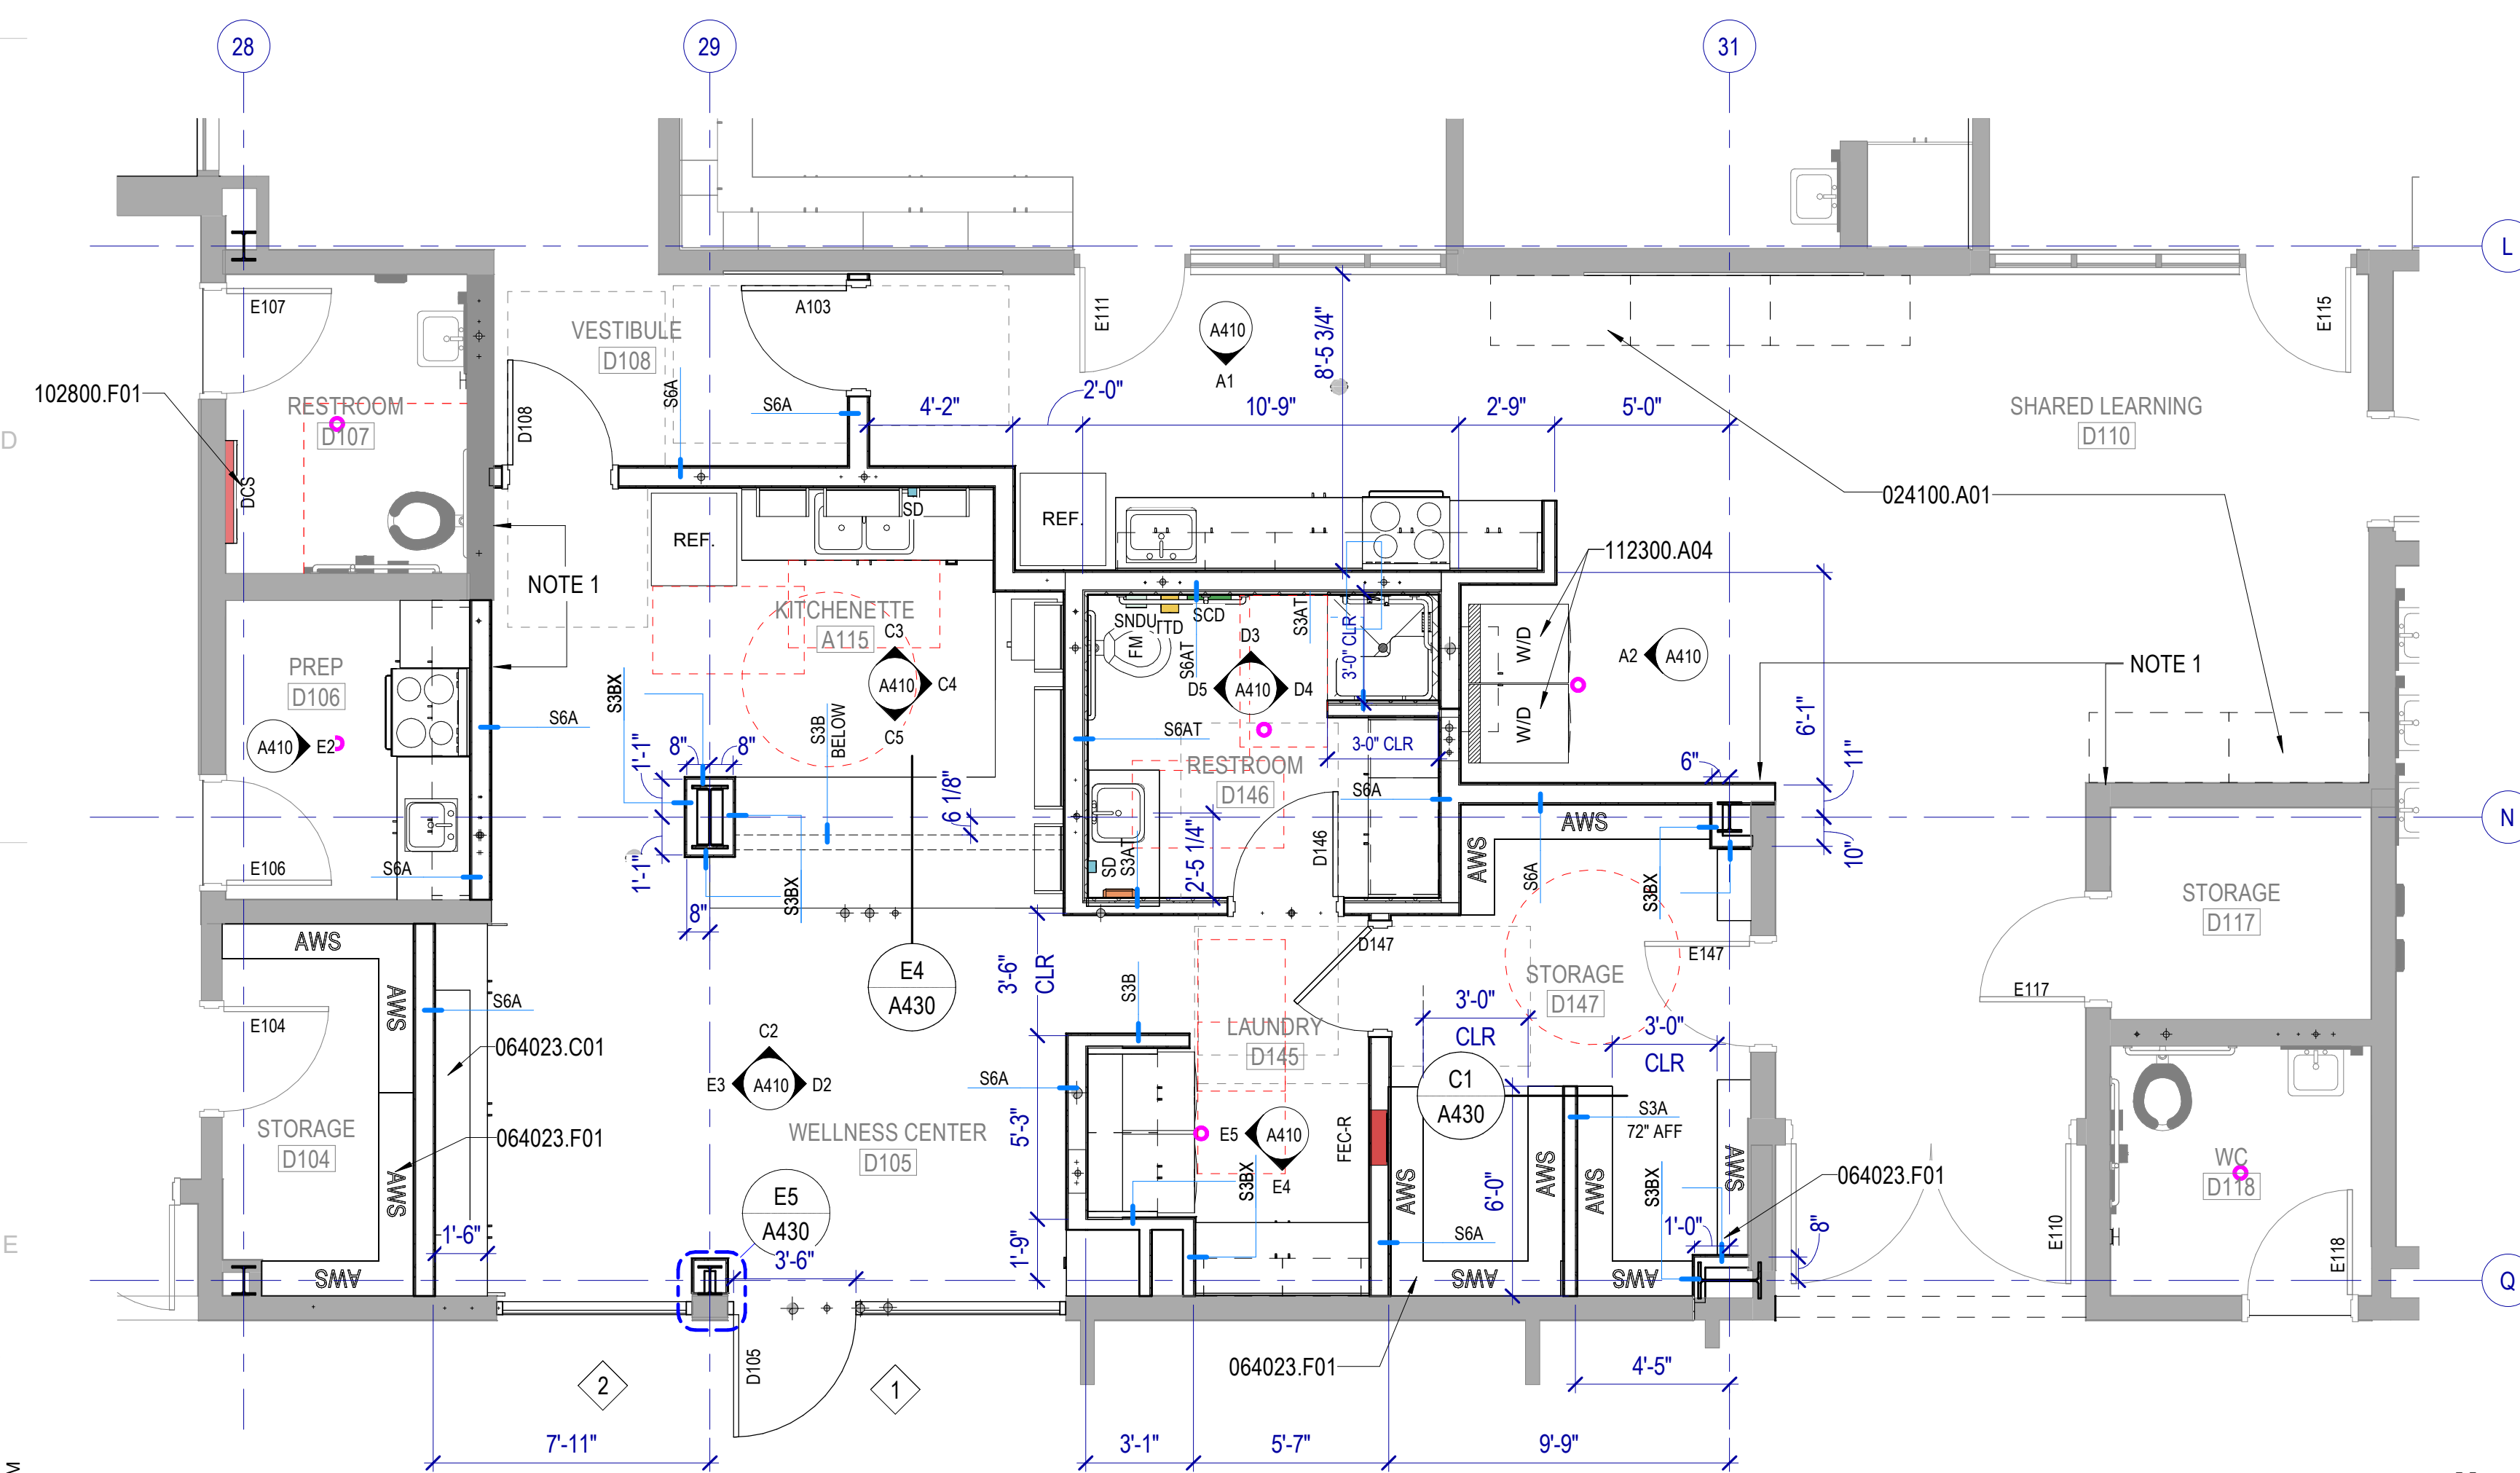 28
29
31
L
E107
VESTIBULE
D108
A103
E111
A410
A1
8'-5 3/4"
E115
102800.F01
RESTROOM
D107
DCS
D108
S6A
S6A
4'-2"
2'-0"
10'-9"
2'-9"
5'-0"
SHARED LEARNING
D110
D
024100.A01
REF.
SD
REF.
112300.A04
NOTE 1
KITCHENETTE
A115
C3
A410
C4
C5
SNDU
TTD
SCD
FM
S6AT
S3AT
3'-0" CLR
D3
D5
A410
D4
W/D
W/D
A2
A410
NOTE 1
PREP
D106
A410
E2
S6A
S3BX
S3B
BELOW
1'-1"
8"
8"
S6AT
3'-0" CLR
RESTROOM
D146
S6A
6"
6'-1"
11"
N
6 1/8"
1'-1"
S3BX
8"
SD
S3AT
2'-5 1/4"
D146
AWS
AWS
S6A
S3BX
10"
E106
S6A
STORAGE
D117
AWS
AWS
S6A
E104
064023.C01
064023.F01
STORAGE
D104
AWS
AWS
1'-6"
E4
A430
3'-6"
CLR
S3B
D147
E147
STORAGE
D147
3'-0"
CLR
3'-0"
CLR
E117
C2
E3
A410
D2
WELLNESS CENTER
D105
S6A
5'-3"
LAUNDRY
D145
E5
A410
E4
FEC-R
C1
A430
S3A
72" AFF
AWS
AWS
AWS
AWS
6'-0"
S3BX
S3BX
064023.F01
WC
D118
E
E5
A430
3'-6"
1'-9"
S6A
AWS
AWS
1'-0"
8"
E110
E118
Q
D105
2
1
064023.F01
4'-5"
7'-11"
3'-1"
5'-7"
9'-9"
M